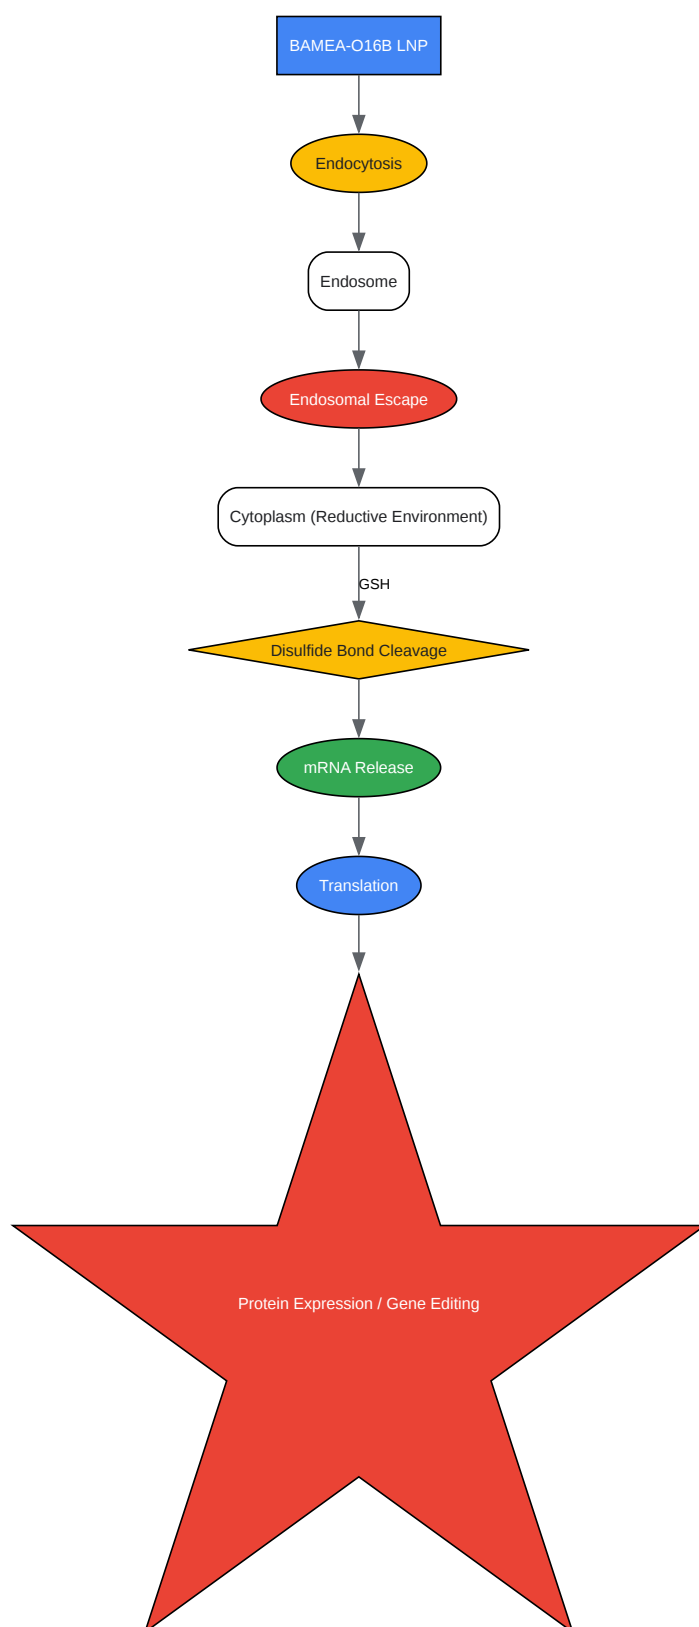 BAMEA-O16B LNP
Endocytosis
Endosome
Endosomal Escape
Cytoplasm (Reductive Environment)
GSH
Disulfide Bond Cleavage
mRNA Release
Translation
Protein Expression / Gene Editing